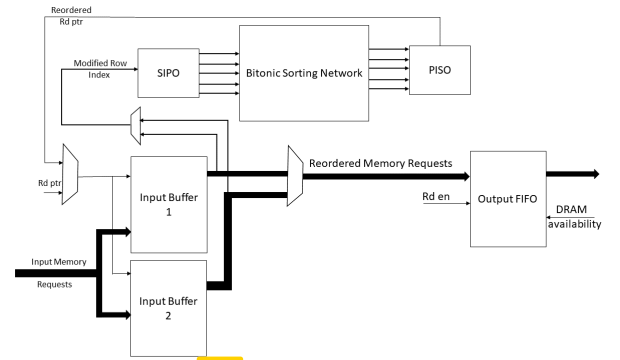 Reordered
Rd ptr
Modified Row
Index
SIPO
Bitonic Sorting Network
PISO
Reordered Memory Requests
Rd ptr
Input Buffer
1
Rd en
Output FIFO
DRAM
availability
Input Memory
Requests
Input Buffer
2